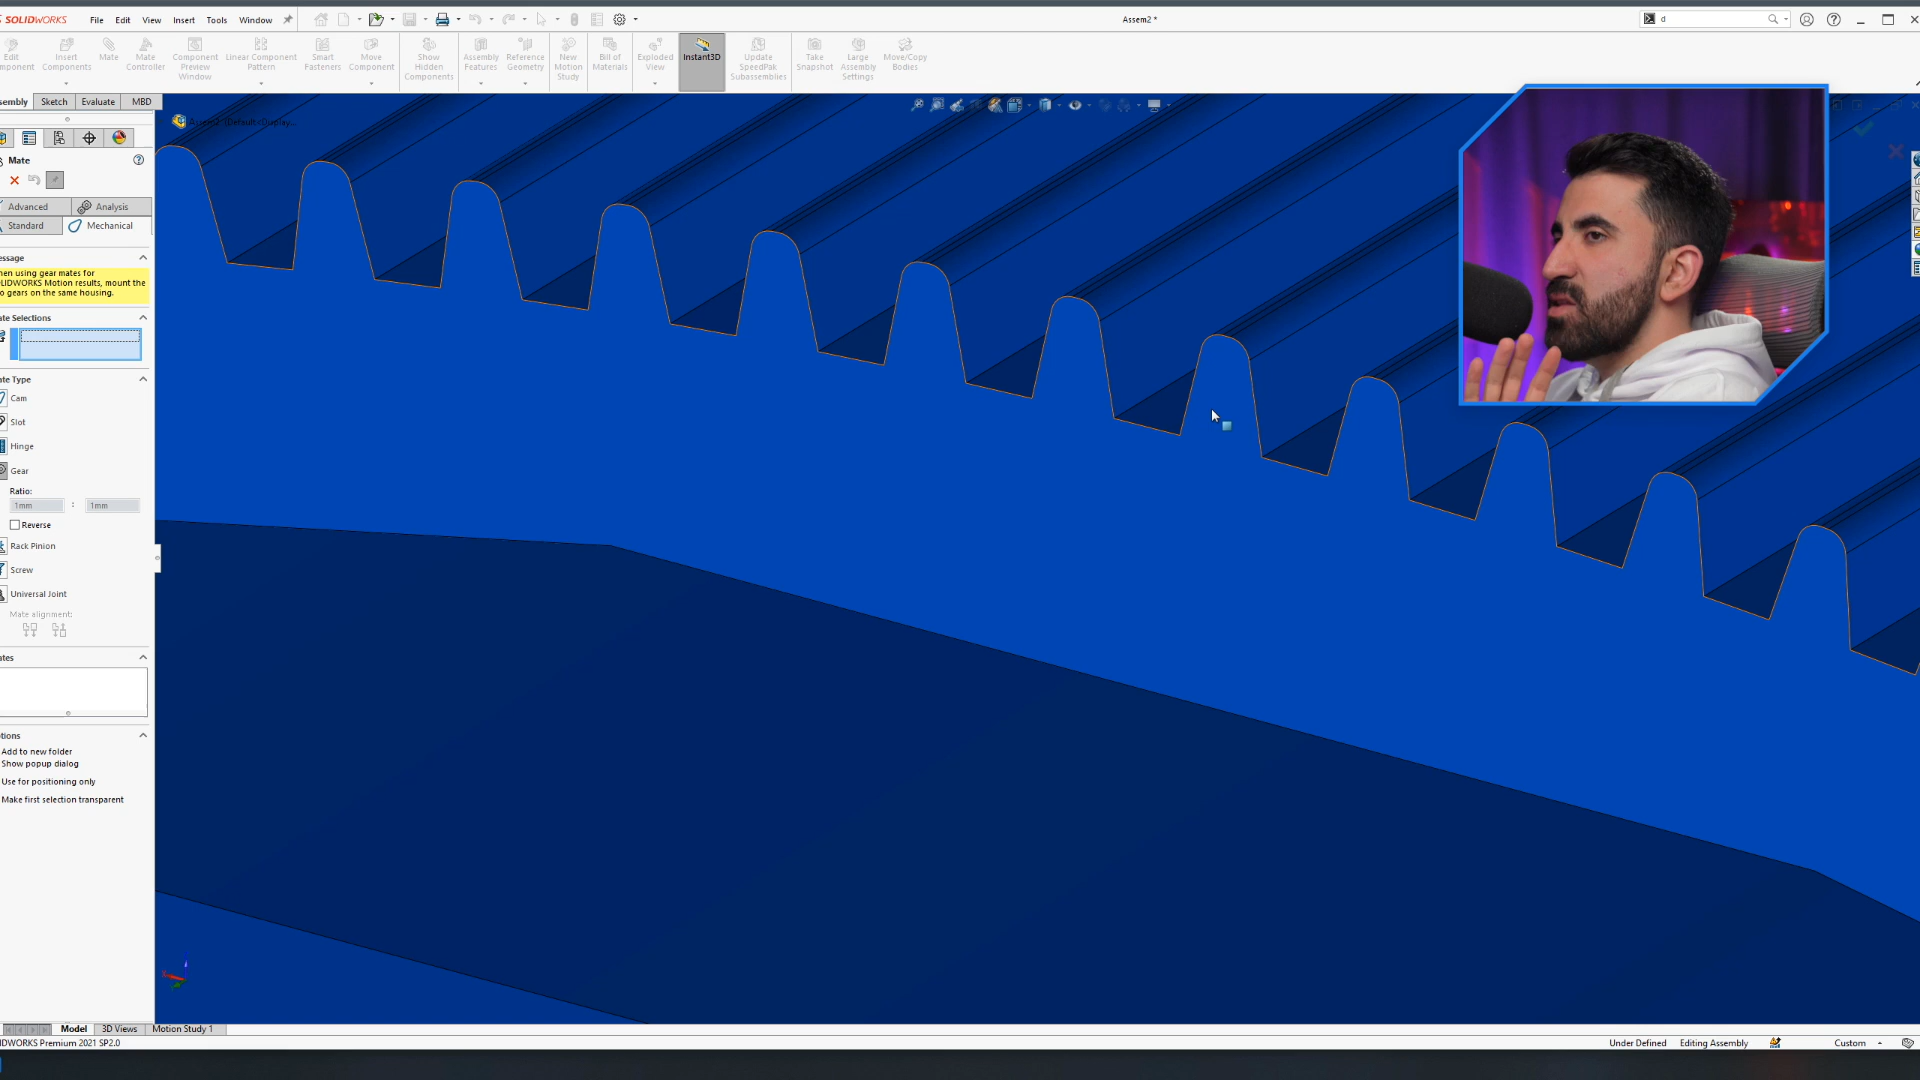 SOLIDWORKS File Edit View Insert Tools Window Assem2 * d
Edit
mponent
Insert
Components
Mate
Mate
Controller
Component
Preview
Window
Linear Component
Pattern
Smart
Fasteners
Move
Component
Show
Hidden
Components
Assembly
Features
Reference
Geometry
New
Motion
Study
Bill of
Materials
Exploded
View
Instant3D
Update
SpeedPak
Subassemblies
Take
Snapshot
Large
Assembly
Settings
Move/Copy
Bodies
sembly Sketch Evaluate MBD
Assem2 (Default<Display...
Mate
Advanced Analysis
Standard Mechanical
essage
hen using gear mates for
OLIDWORKS Motion results, mount the
o gears on the same housing.
ate Selections
ate Type
Cam
Slot
Hinge
Gear
Ratio:
1mm : 1mm
Reverse
Rack Pinion
Screw
Universal Joint
Mate alignment:
ates
tions
Add to new folder
Show popup dialog
Use for positioning only
Make first selection transparent
Model 3D Views Motion Study 1
IDWORKS Premium 2021 SP2.0 Under Defined Editing Assembly Custom